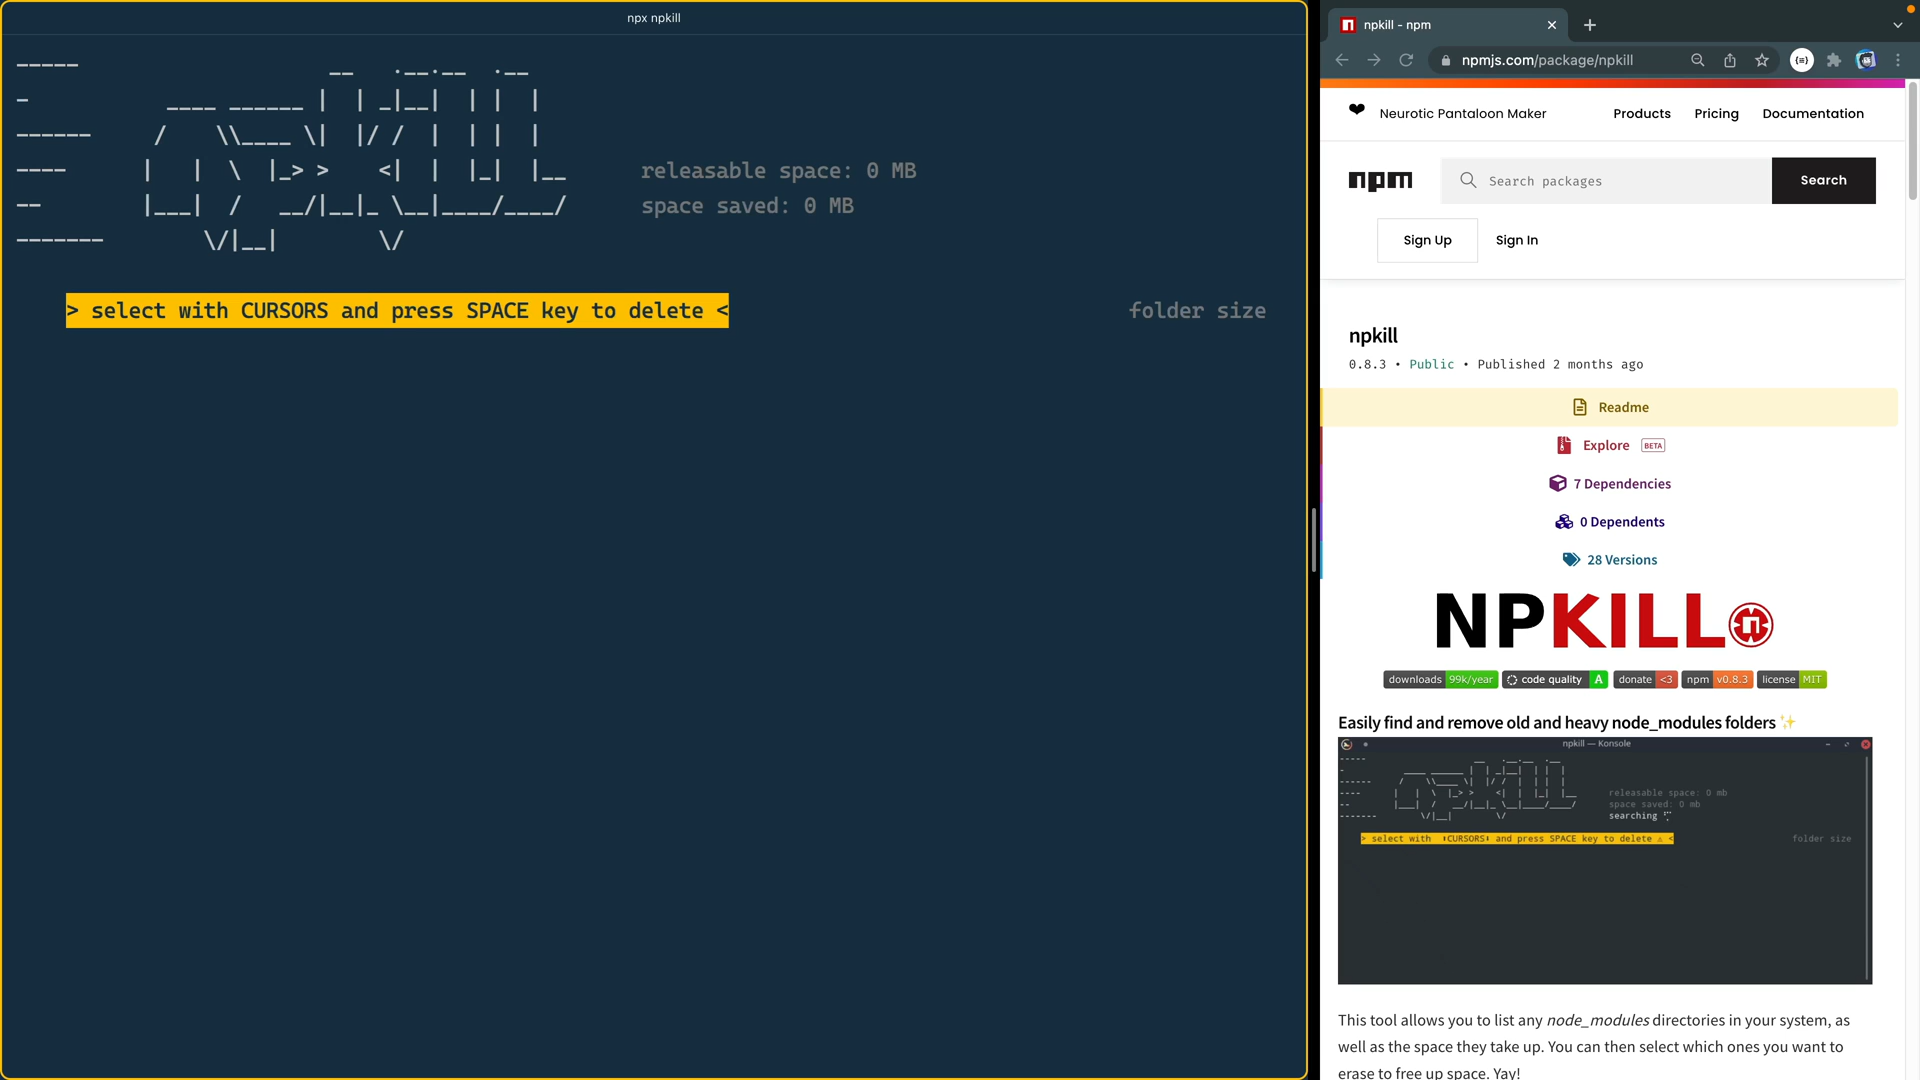 npx npkill
-----
-
------
----
--
-------
releasable space: 0 MB
space saved: 0 MB
> select with CURSORS and press SPACE key to delete <
folder size
npkill - npm
npmjs.com/package/npkill
❤ Neurotic Pantaloon Maker
Products Pricing Documentation
npm
Search packages
Search
Sign Up Sign In
npkill
0.8.3 • Public • Published 2 months ago
Readme
Explore BETA
7 Dependencies
0 Dependents
28 Versions
NPKILL
downloads 99k/year code quality A donate <3 npm v0.8.3 license MIT
Easily find and remove old and heavy node_modules folders ✨
npkill — Konsole
releasable space: 0 mb
space saved: 0 mb
searching
> select with ⬍CURSORS⬍ and press SPACE key to delete ⚠ <
folder size
This tool allows you to list any node_modules directories in your system, as
well as the space they take up. You can then select which ones you want to
erase to free up space. Yay!